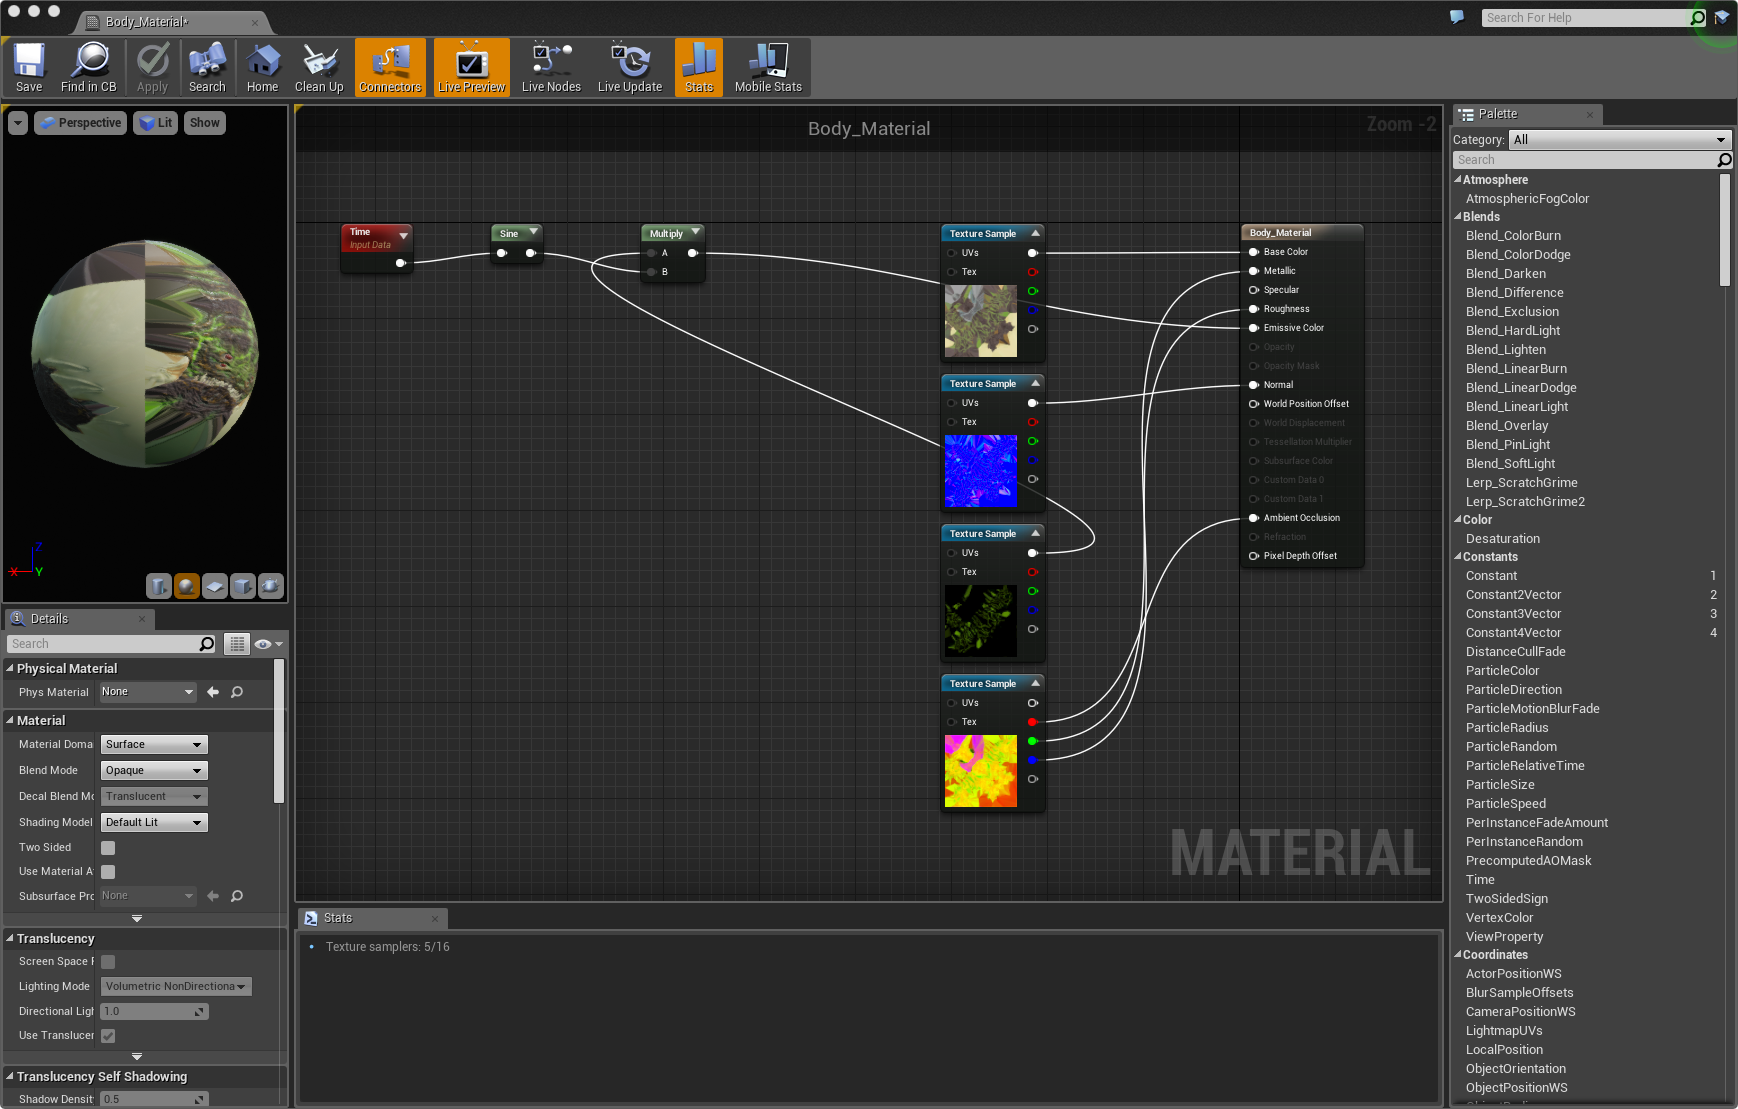 Body_Material*
Search For Help
Save
Find in CB
Apply
Search
Home
Clean Up
Connectors
Live Preview
Live Nodes
Live Update
Stats
Mobile Stats
Perspective
Lit
Show
Z
X
Y
Body_Material
Zoom -2
Time
Input Data
Sine
Multiply
A
B
Texture Sample
UVs
Tex
Texture Sample
UVs
Tex
Texture Sample
UVs
Tex
Texture Sample
UVs
Tex
Body_Material
Base Color
Metallic
Specular
Roughness
Emissive Color
Opacity
Opacity Mask
Normal
World Position Offset
World Displacement
Tessellation Multiplier
Subsurface Color
Custom Data 0
Custom Data 1
Ambient Occlusion
Refraction
Pixel Depth Offset
MATERIAL
Details
Search
Physical Material
Phys Material None
Material
Material Doma Surface
Blend Mode Opaque
Decal Blend Mo Translucent
Shading Model Default Lit
Two Sided
Use Material A
Subsurface Pro None
Translucency
Screen Space R
Lighting Mode Volumetric NonDirectiona
Directional Ligh 1.0
Use Translucen
Translucency Self Shadowing
Shadow Densit 0.5
Stats
Texture samplers: 5/16
Palette
Category: All
Search
Atmosphere
AtmosphericFogColor
Blends
Blend_ColorBurn
Blend_ColorDodge
Blend_Darken
Blend_Difference
Blend_Exclusion
Blend_HardLight
Blend_Lighten
Blend_LinearBurn
Blend_LinearDodge
Blend_LinearLight
Blend_Overlay
Blend_PinLight
Blend_SoftLight
Lerp_ScratchGrime
Lerp_ScratchGrime2
Color
Desaturation
Constants
Constant 1
Constant2Vector 2
Constant3Vector 3
Constant4Vector 4
DistanceCullFade
ParticleColor
ParticleDirection
ParticleMotionBlurFade
ParticleRadius
ParticleRandom
ParticleRelativeTime
ParticleSize
ParticleSpeed
PerInstanceFadeAmount
PerInstanceRandom
PrecomputedAOMask
Time
TwoSidedSign
VertexColor
ViewProperty
Coordinates
ActorPositionWS
BlurSampleOffsets
CameraPositionWS
LightmapUVs
LocalPosition
ObjectOrientation
ObjectPositionWS